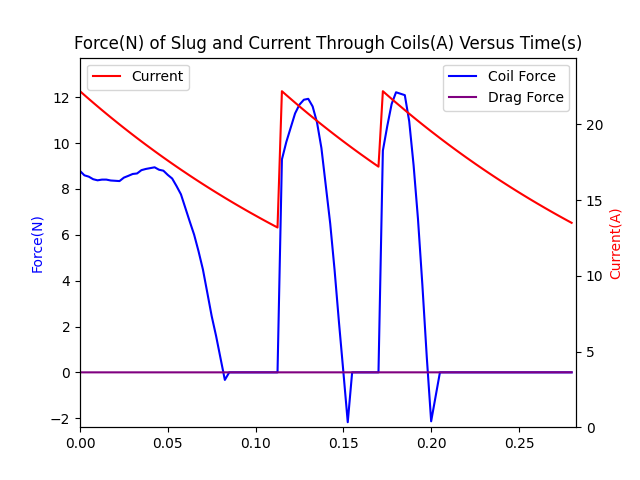 Force(N) of Slug and Current Through Coils(A) Versus Time(s)
Current
Coil Force
Drag Force
Force(N)
12
10
8
6
4
2
0
−2
20
15
10
5
0
Current(A)
0.00 0.05 0.10 0.15 0.20 0.25